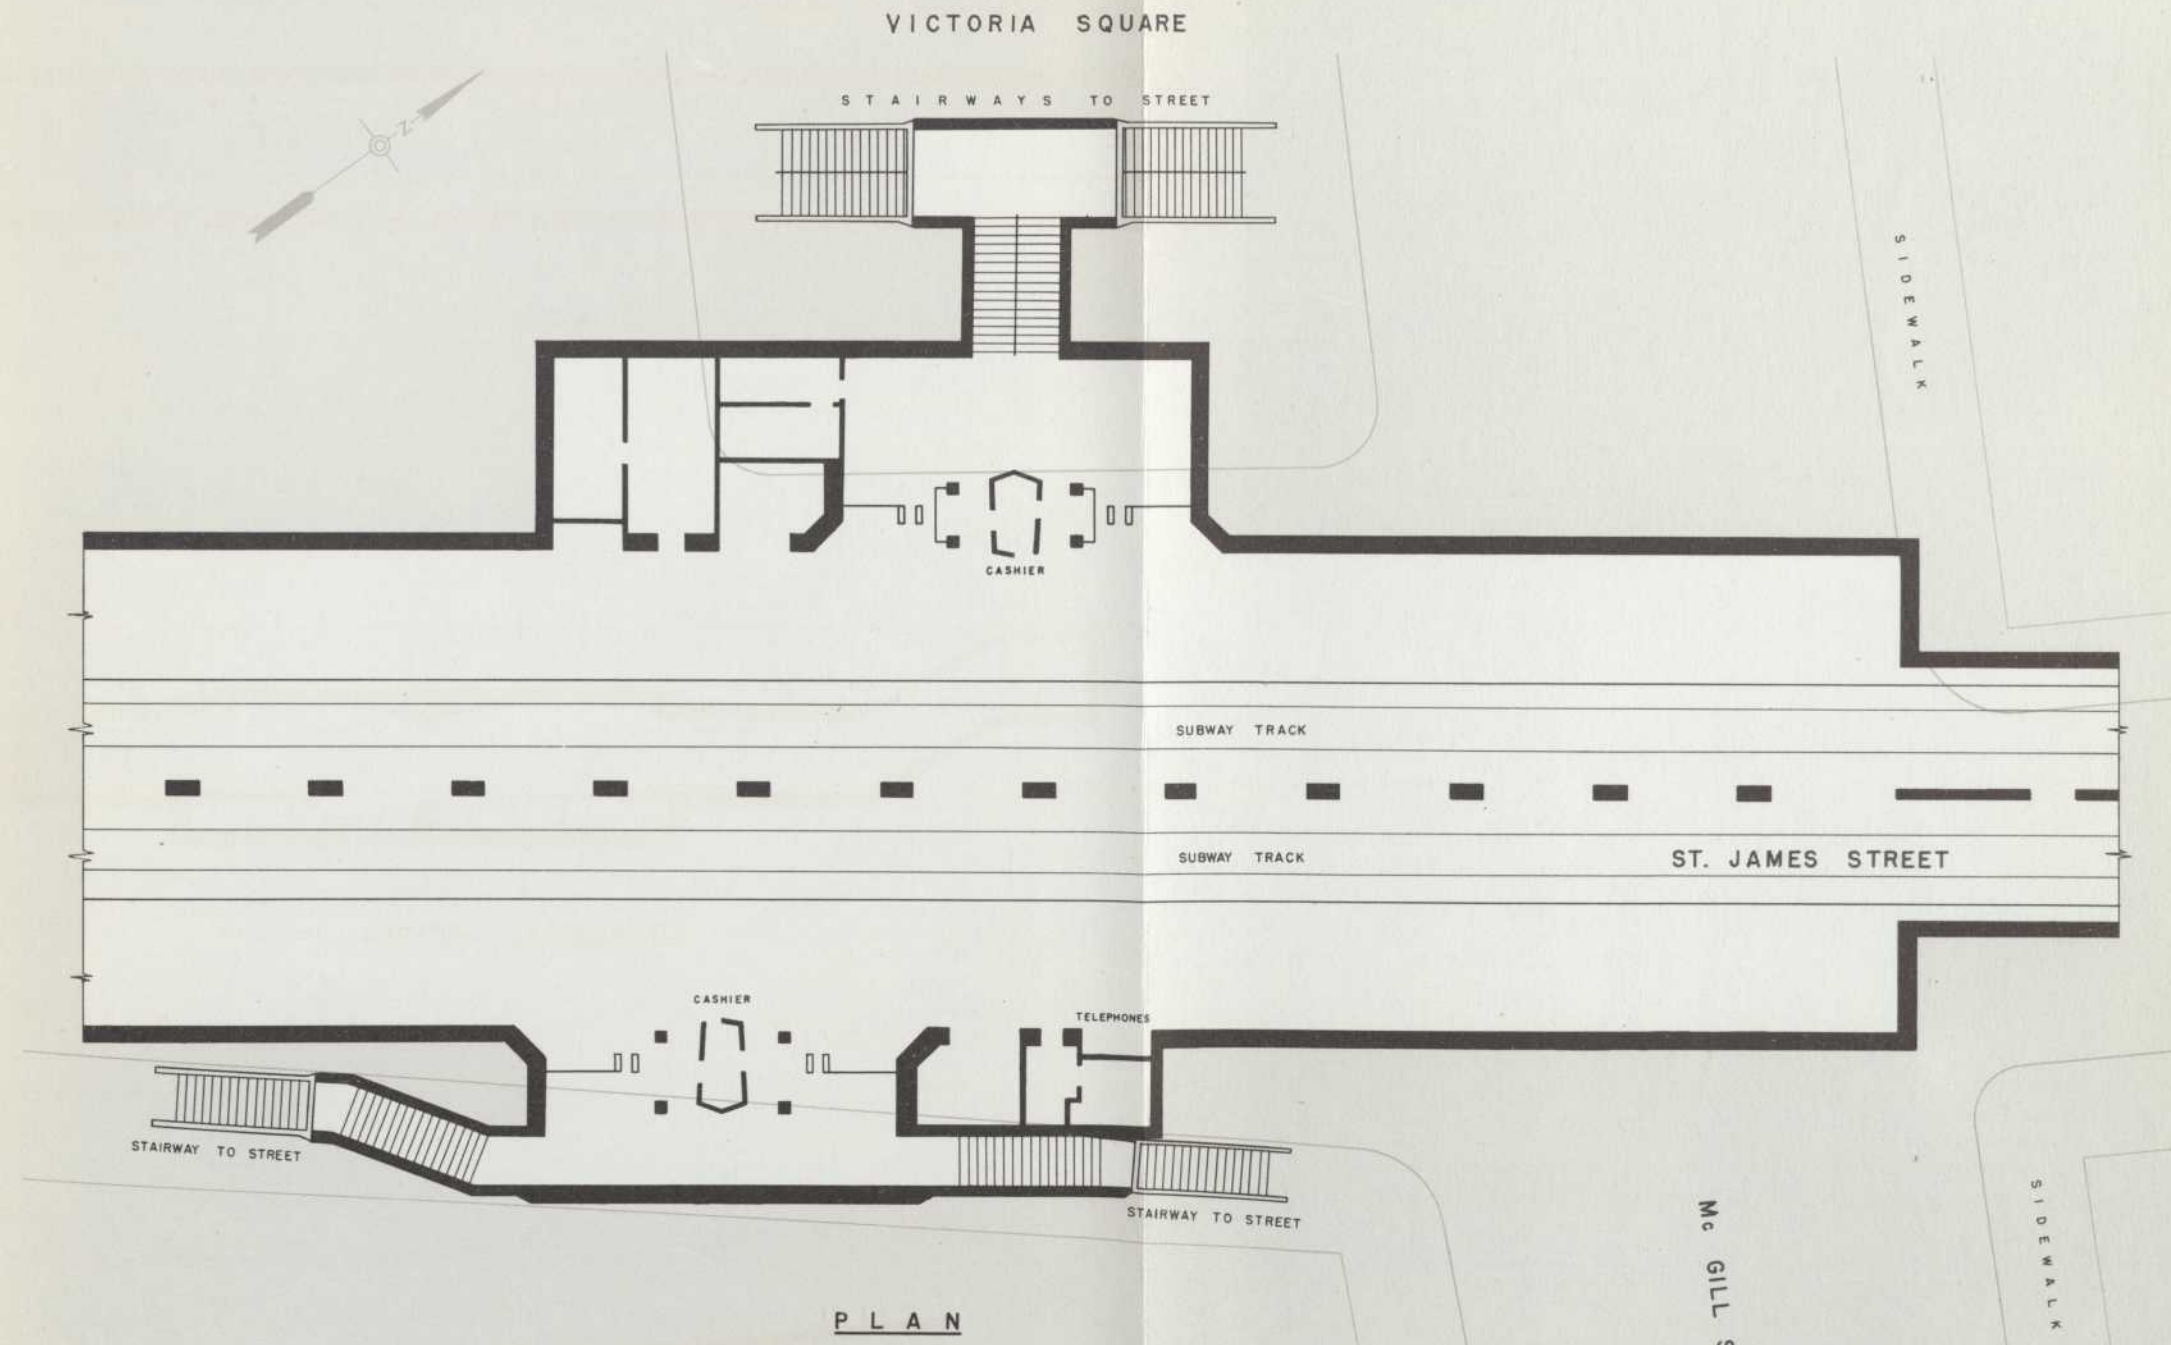 VICTORIA SQUARE
STAIRWAYS TO STREET
N
SIDEWALK
CASHIER
SUBWAY TRACK
SUBWAY TRACK
ST. JAMES STREET
CASHIER
TELEPHONES
STAIRWAY TO STREET
STAIRWAY TO STREET
Mc GILL S
SIDEWALK
PLAN